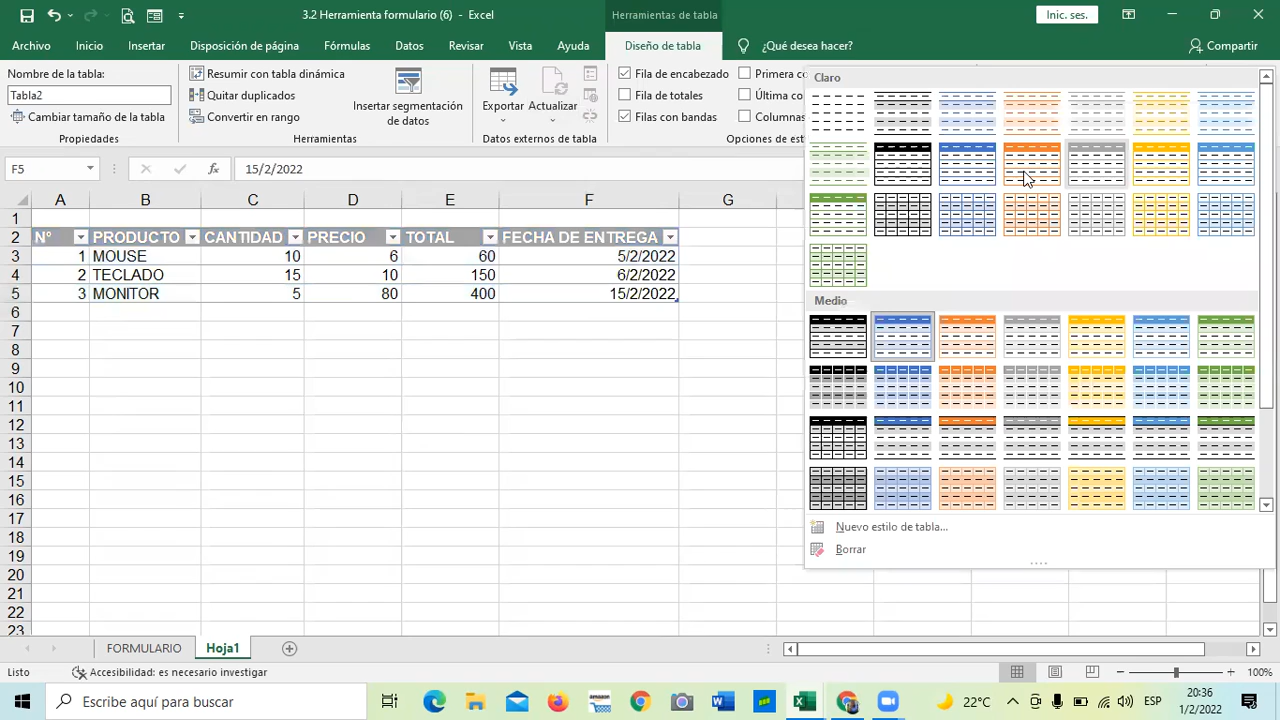 3.2 Herramienta Formulario (6) - Excel
Herramientas de tabla
Inic. ses.
Archivo Inicio Insertar Disposición de página Fórmulas Datos Revisar Vista Ayuda Diseño de tabla ¿Qué desea hacer? Compartir
Nombre de la tabla:
Tabla2
Cambiar tamaño de la tabla
Propiedades
Resumir con tabla dinámica
Quitar duplicados
Convertir en rango
Herramientas
Insertar segmentación
de datos
Exportar Actualizar
Fila de encabezado
Fila de totales
Filas con bandas
Primera co
Última co
Columnas
Opciones de esti
Claro
Medio
Nuevo estilo de tabla...
Borrar
F5
fx
15/2/2022
A B C D E F G
1
2 Nº PRODUCT CANTID PRECIO TOTAL FECHA DE ENTREGA
3 1 MOUSE 10 6 60 5/2/2022
4 2 TECLADO 15 10 150 6/2/2022
5 3 MONITOR 5 80 400 15/2/2022
6
7
8
9
10
11
12
13
14
15
16
17
18
19
20
21
22
23
FORMULARIO Hoja1
Listo
Accesibilidad: es necesario investigar
100%
Escribe aquí para buscar
22°C
ESP
20:36
1/2/2022